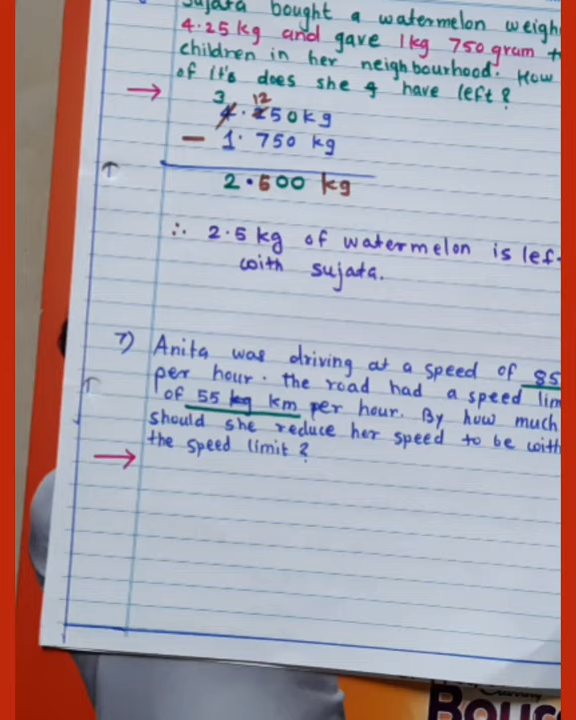 Sujata bought a watermelon weigh
4.25 kg and gave 1kg 750 gram
children in her neighbourhood. How
of it's does she have left?
3 12
4.250kg
- 1.750 kg
2.500 kg
∴ 2.5 kg of watermelon is lef
with sujata.
7) Anita was driving at a speed of 85
per hour. the road had a speed lim
of 55 kg km per hour. By how much
should she reduce her speed to be with
the speed limit?